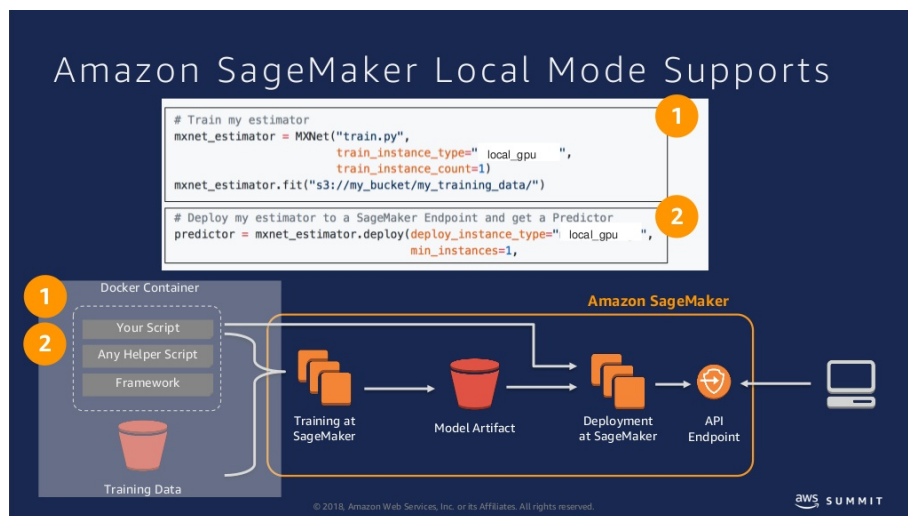 Amazon SageMaker Local Mode Supports
# Train my estimator
mxnet_estimator = MXNet("train.py",
train_instance_type=" local_gpu ",
train_instance_count=1)
mxnet_estimator.fit("s3://my_bucket/my_training_data/")
1
# Deploy my estimator to a SageMaker Endpoint and get a Predictor
predictor = mxnet_estimator.deploy(deploy_instance_type=" local_gpu ",
min_instances=1,
2
1
2
Docker Container
Your Script
Any Helper Script
Framework
Training Data
Amazon SageMaker
Training at
SageMaker
Model Artifact
Deployment
at SageMaker
API
Endpoint
© 2018, Amazon Web Services, Inc. or its Affiliates. All rights reserved.
aws SUMMIT